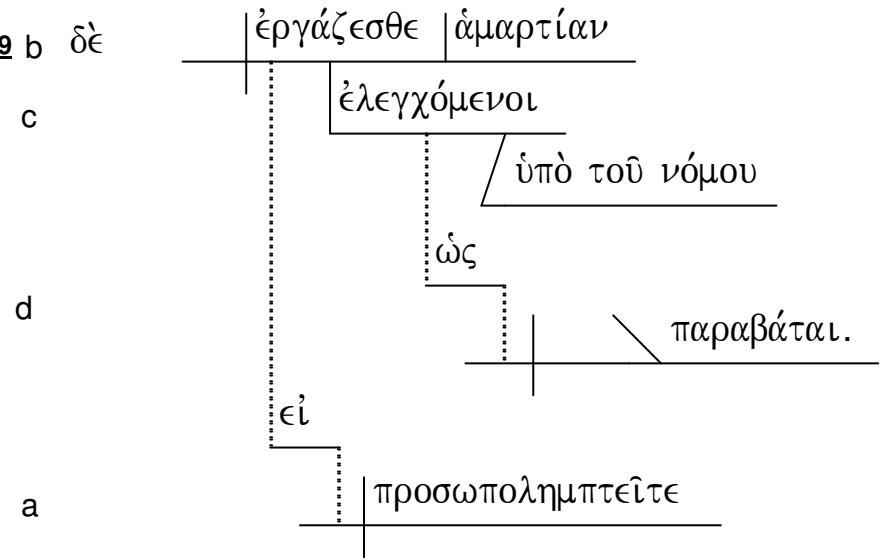 9 b δὲ ἐργάζεσθε ἁμαρτίαν
c ἐλεγχόμενοι
ὑπὸ τοῦ νόμου
ὡς
d παραβάται.
εἰ
a προσωπολημπτεῖτε